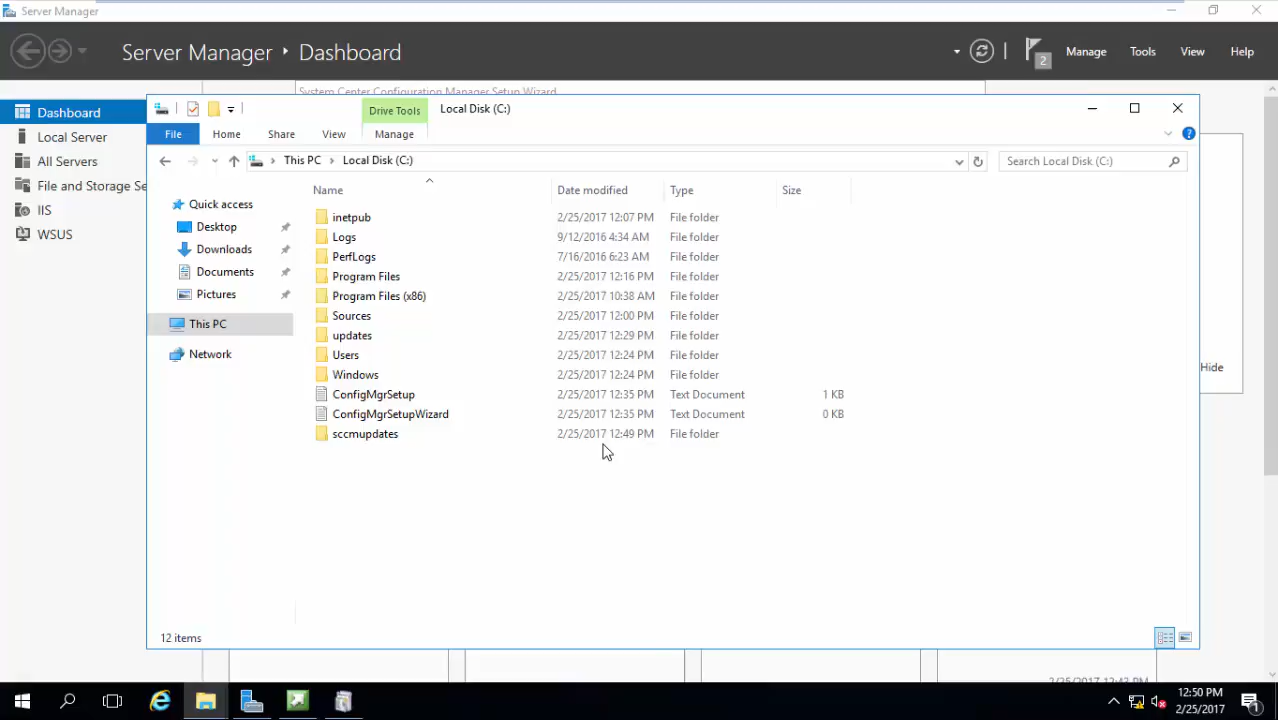 Server Manager
Server Manager ‣ Dashboard
2
Manage
Tools
View
Help
System Center Configuration Manager Setup Wizard
Dashboard
Local Server
All Servers
File and Storage Se
IIS
WSUS
Drive Tools
Local Disk (C:)
File
Home
Share
View
Manage
This PC > Local Disk (C:)
Search Local Disk (C:)
Quick access
Desktop
Downloads
Documents
Pictures
This PC
Network
Name Date modified Type Size
inetpub 2/25/2017 12:07 PM File folder
Logs 9/12/2016 4:34 AM File folder
PerfLogs 7/16/2016 6:23 AM File folder
Program Files 2/25/2017 12:16 PM File folder
Program Files (x86) 2/25/2017 10:38 AM File folder
Sources 2/25/2017 12:00 PM File folder
updates 2/25/2017 12:29 PM File folder
Users 2/25/2017 12:24 PM File folder
Windows 2/25/2017 12:24 PM File folder
ConfigMgrSetup 2/25/2017 12:35 PM Text Document 1 KB
ConfigMgrSetupWizard 2/25/2017 12:35 PM Text Document 0 KB
sccmupdates 2/25/2017 12:49 PM File folder
Hide
12 items
2/25/2017 12:43 PM
12:50 PM
2/25/2017
1